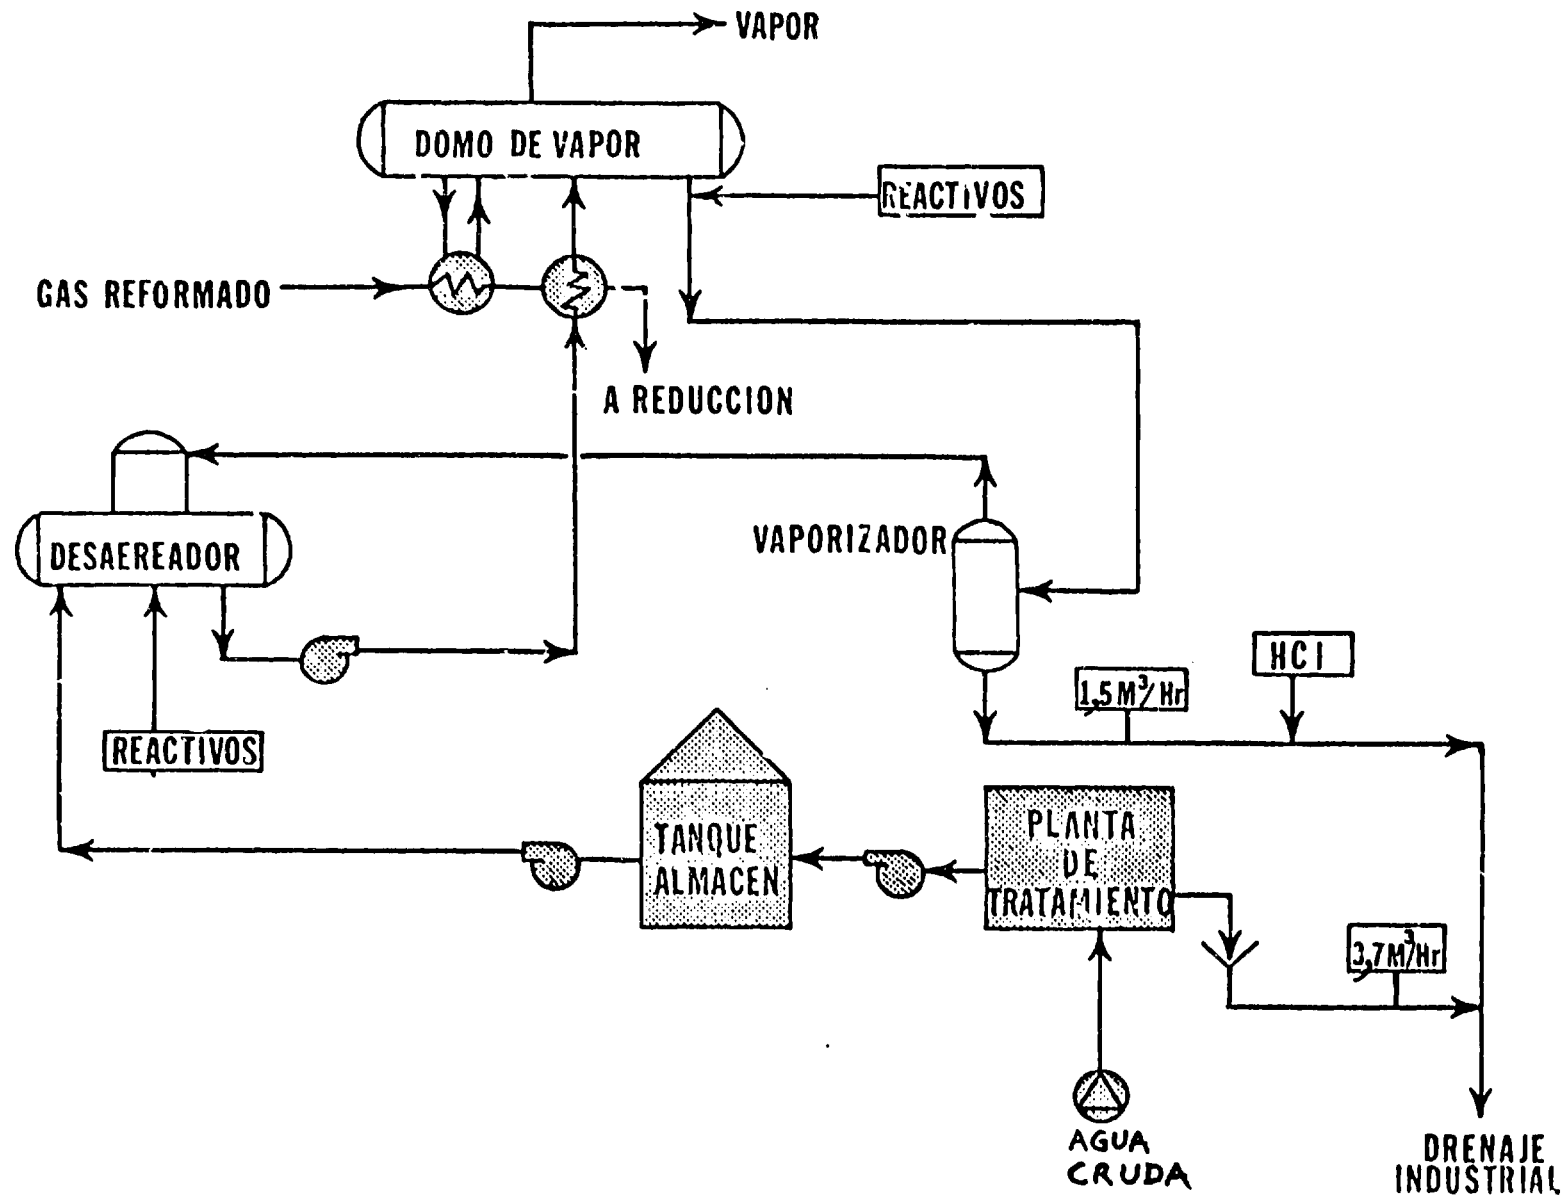 VAPOR
DOMO DE VAPOR
REACTIVOS
GAS REFORMADO
A REDUCCION
DESAEREADOR
VAPORIZADOR
HCl
1,5 M³/Hr
REACTIVOS
TANQUE
ALMACEN
PLANTA
DE
TRATAMIENTO
3,7 M³/Hr
AGUA
CRUDA
DRENAJE
INDUSTRIAL